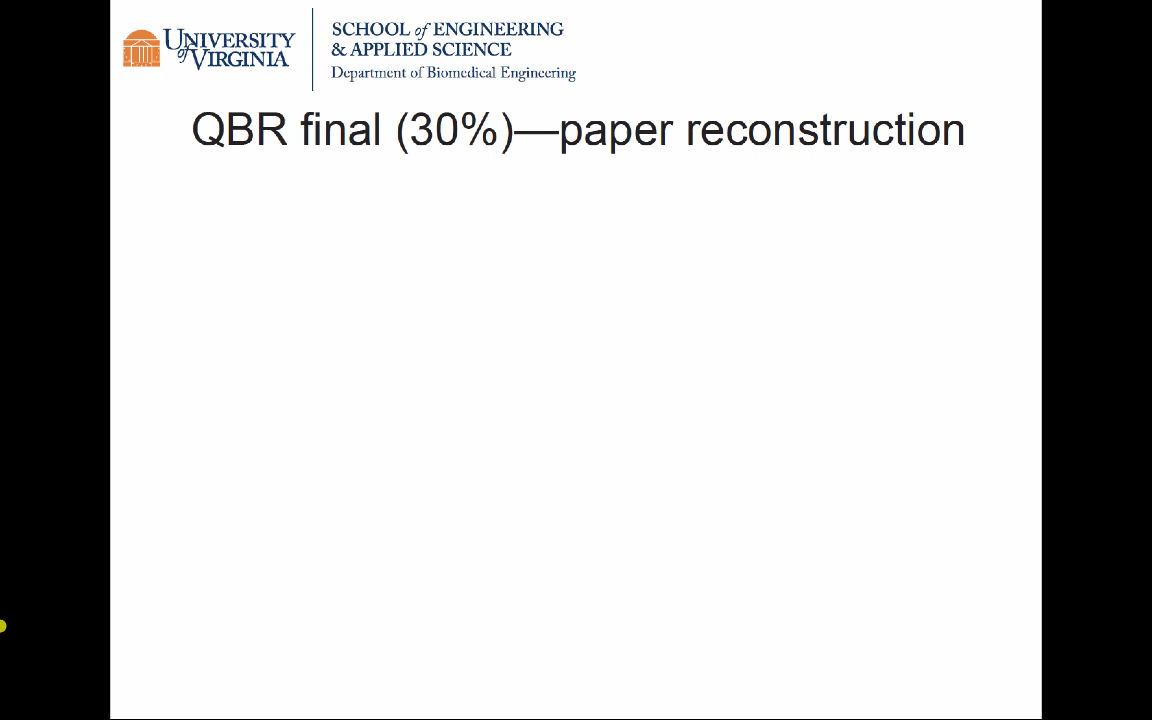 UNIVERSITY
of VIRGINIA
SCHOOL of ENGINEERING
& APPLIED SCIENCE
Department of Biomedical Engineering
QBR final (30%)—paper reconstruction